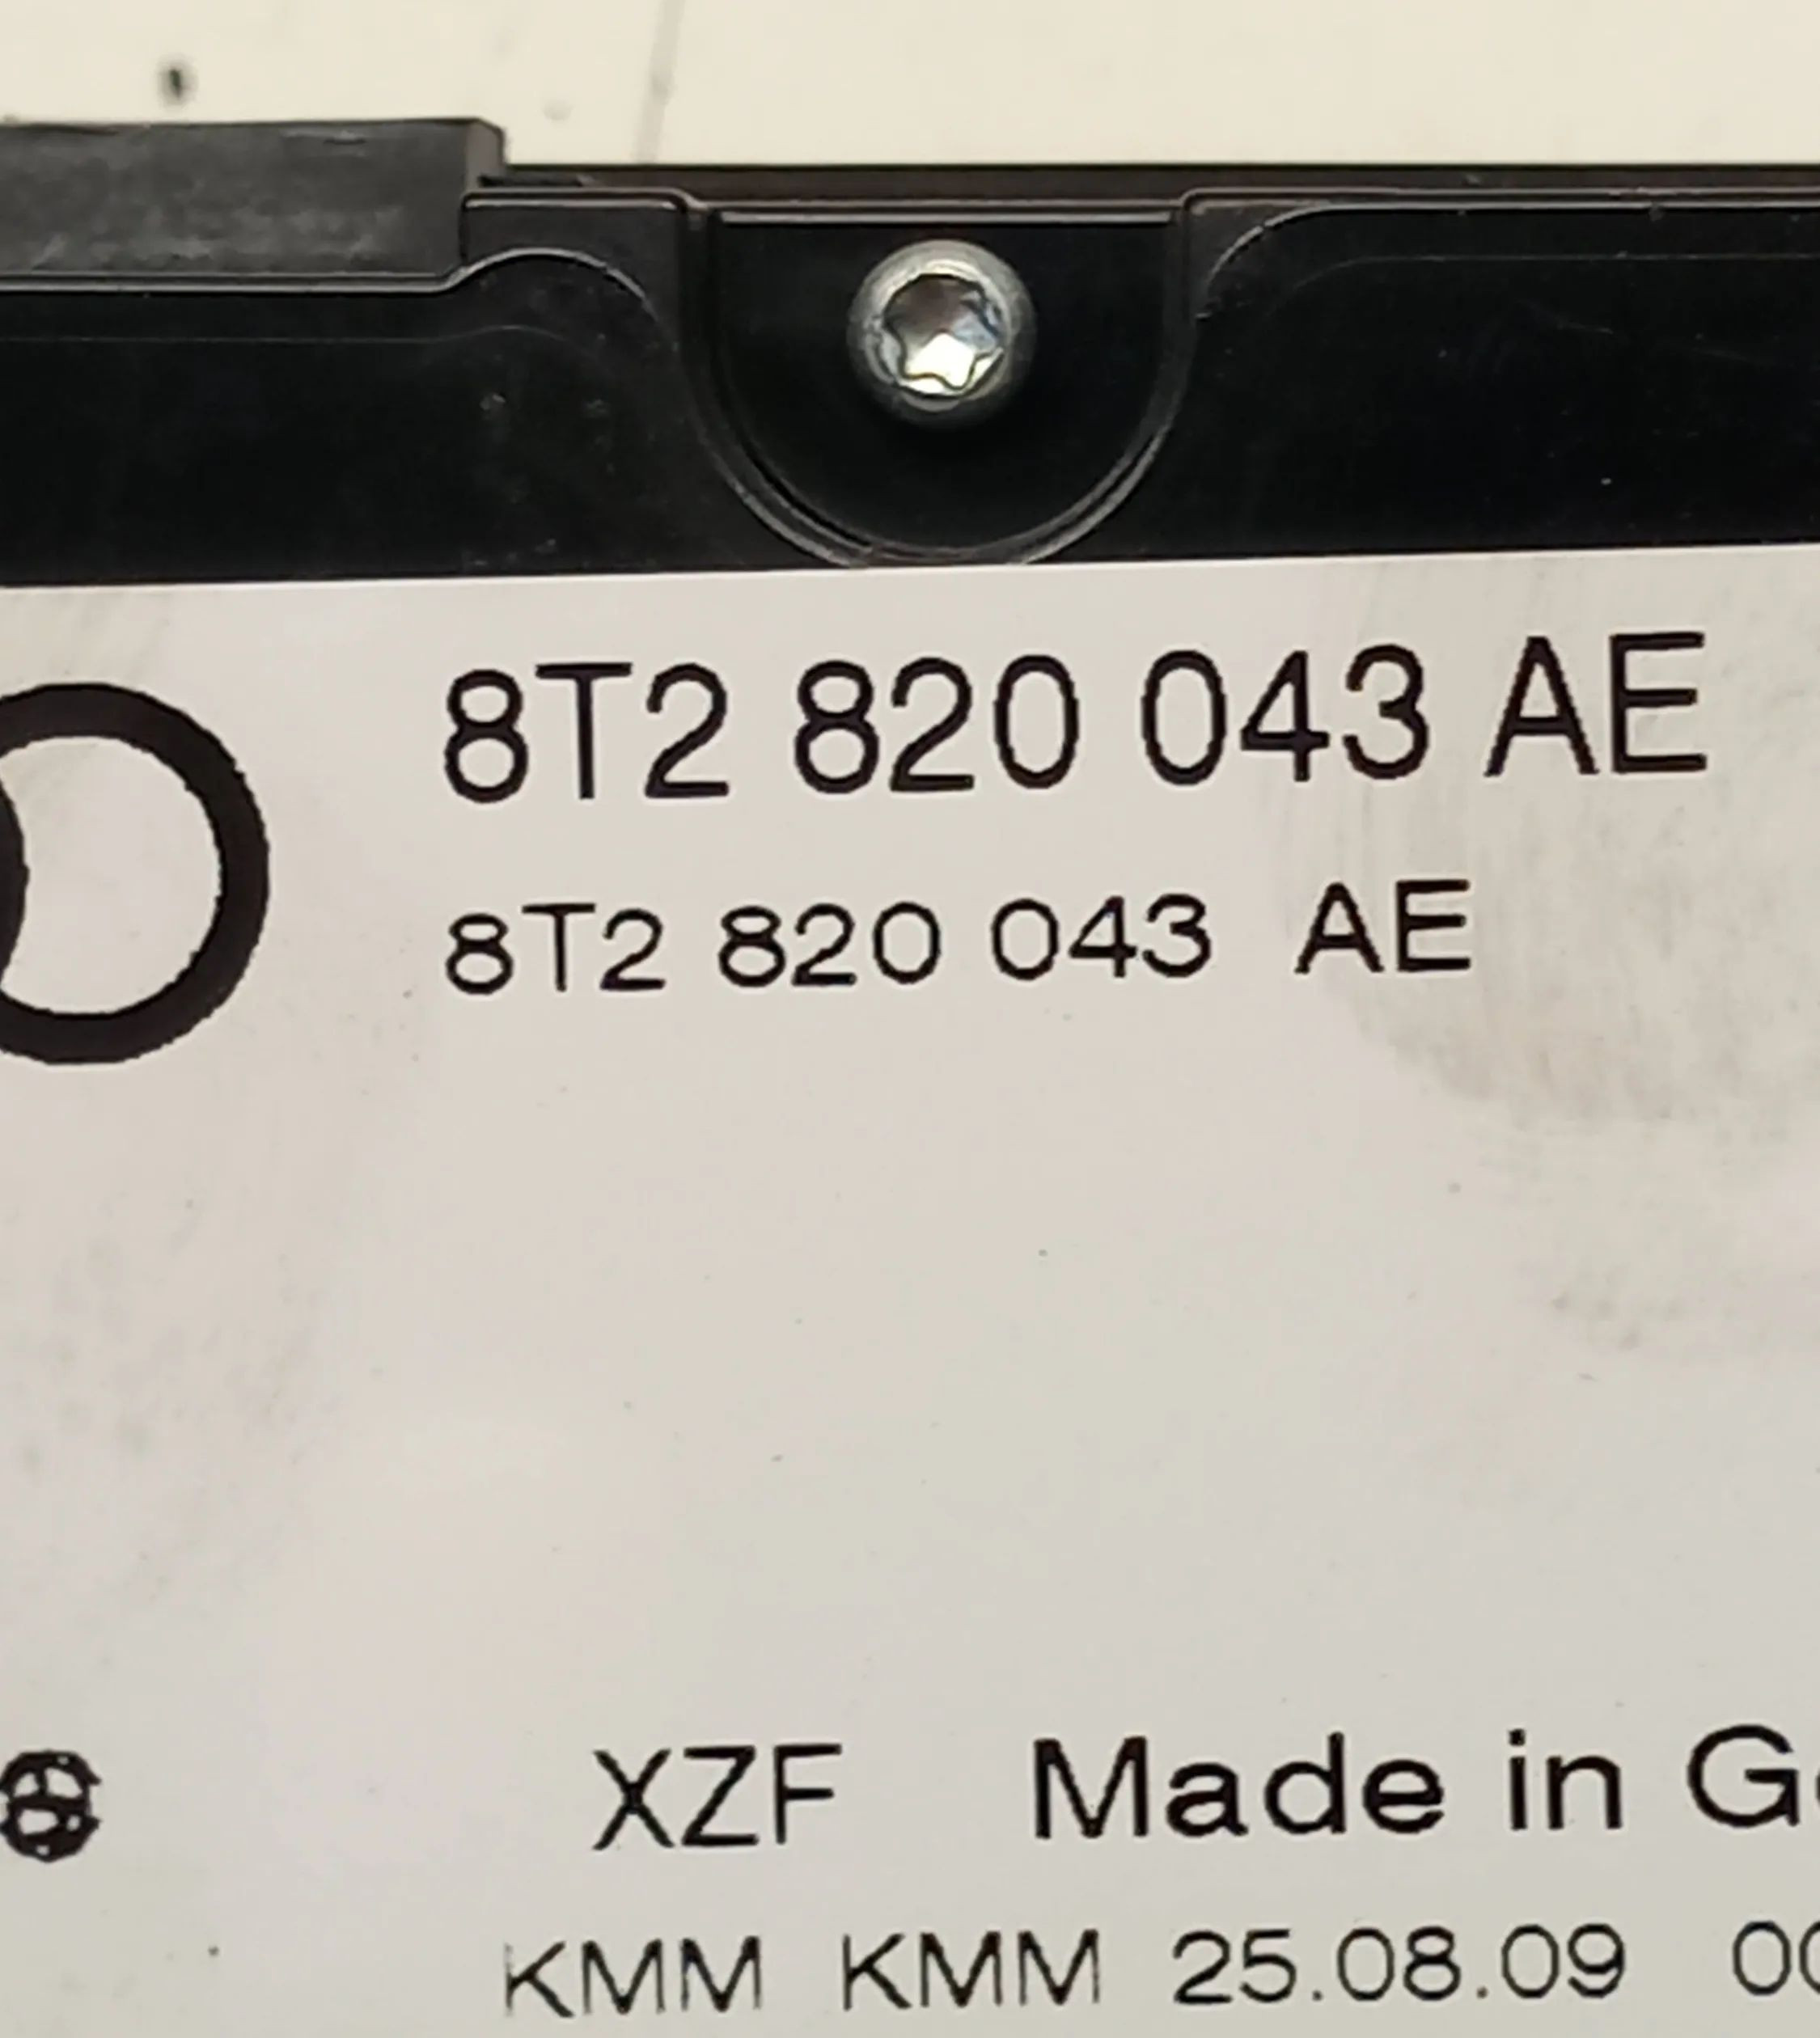 8T2 820 043 AE
8T2 820 043 AE
XZF Made in G
KMM KMM 25.08.09